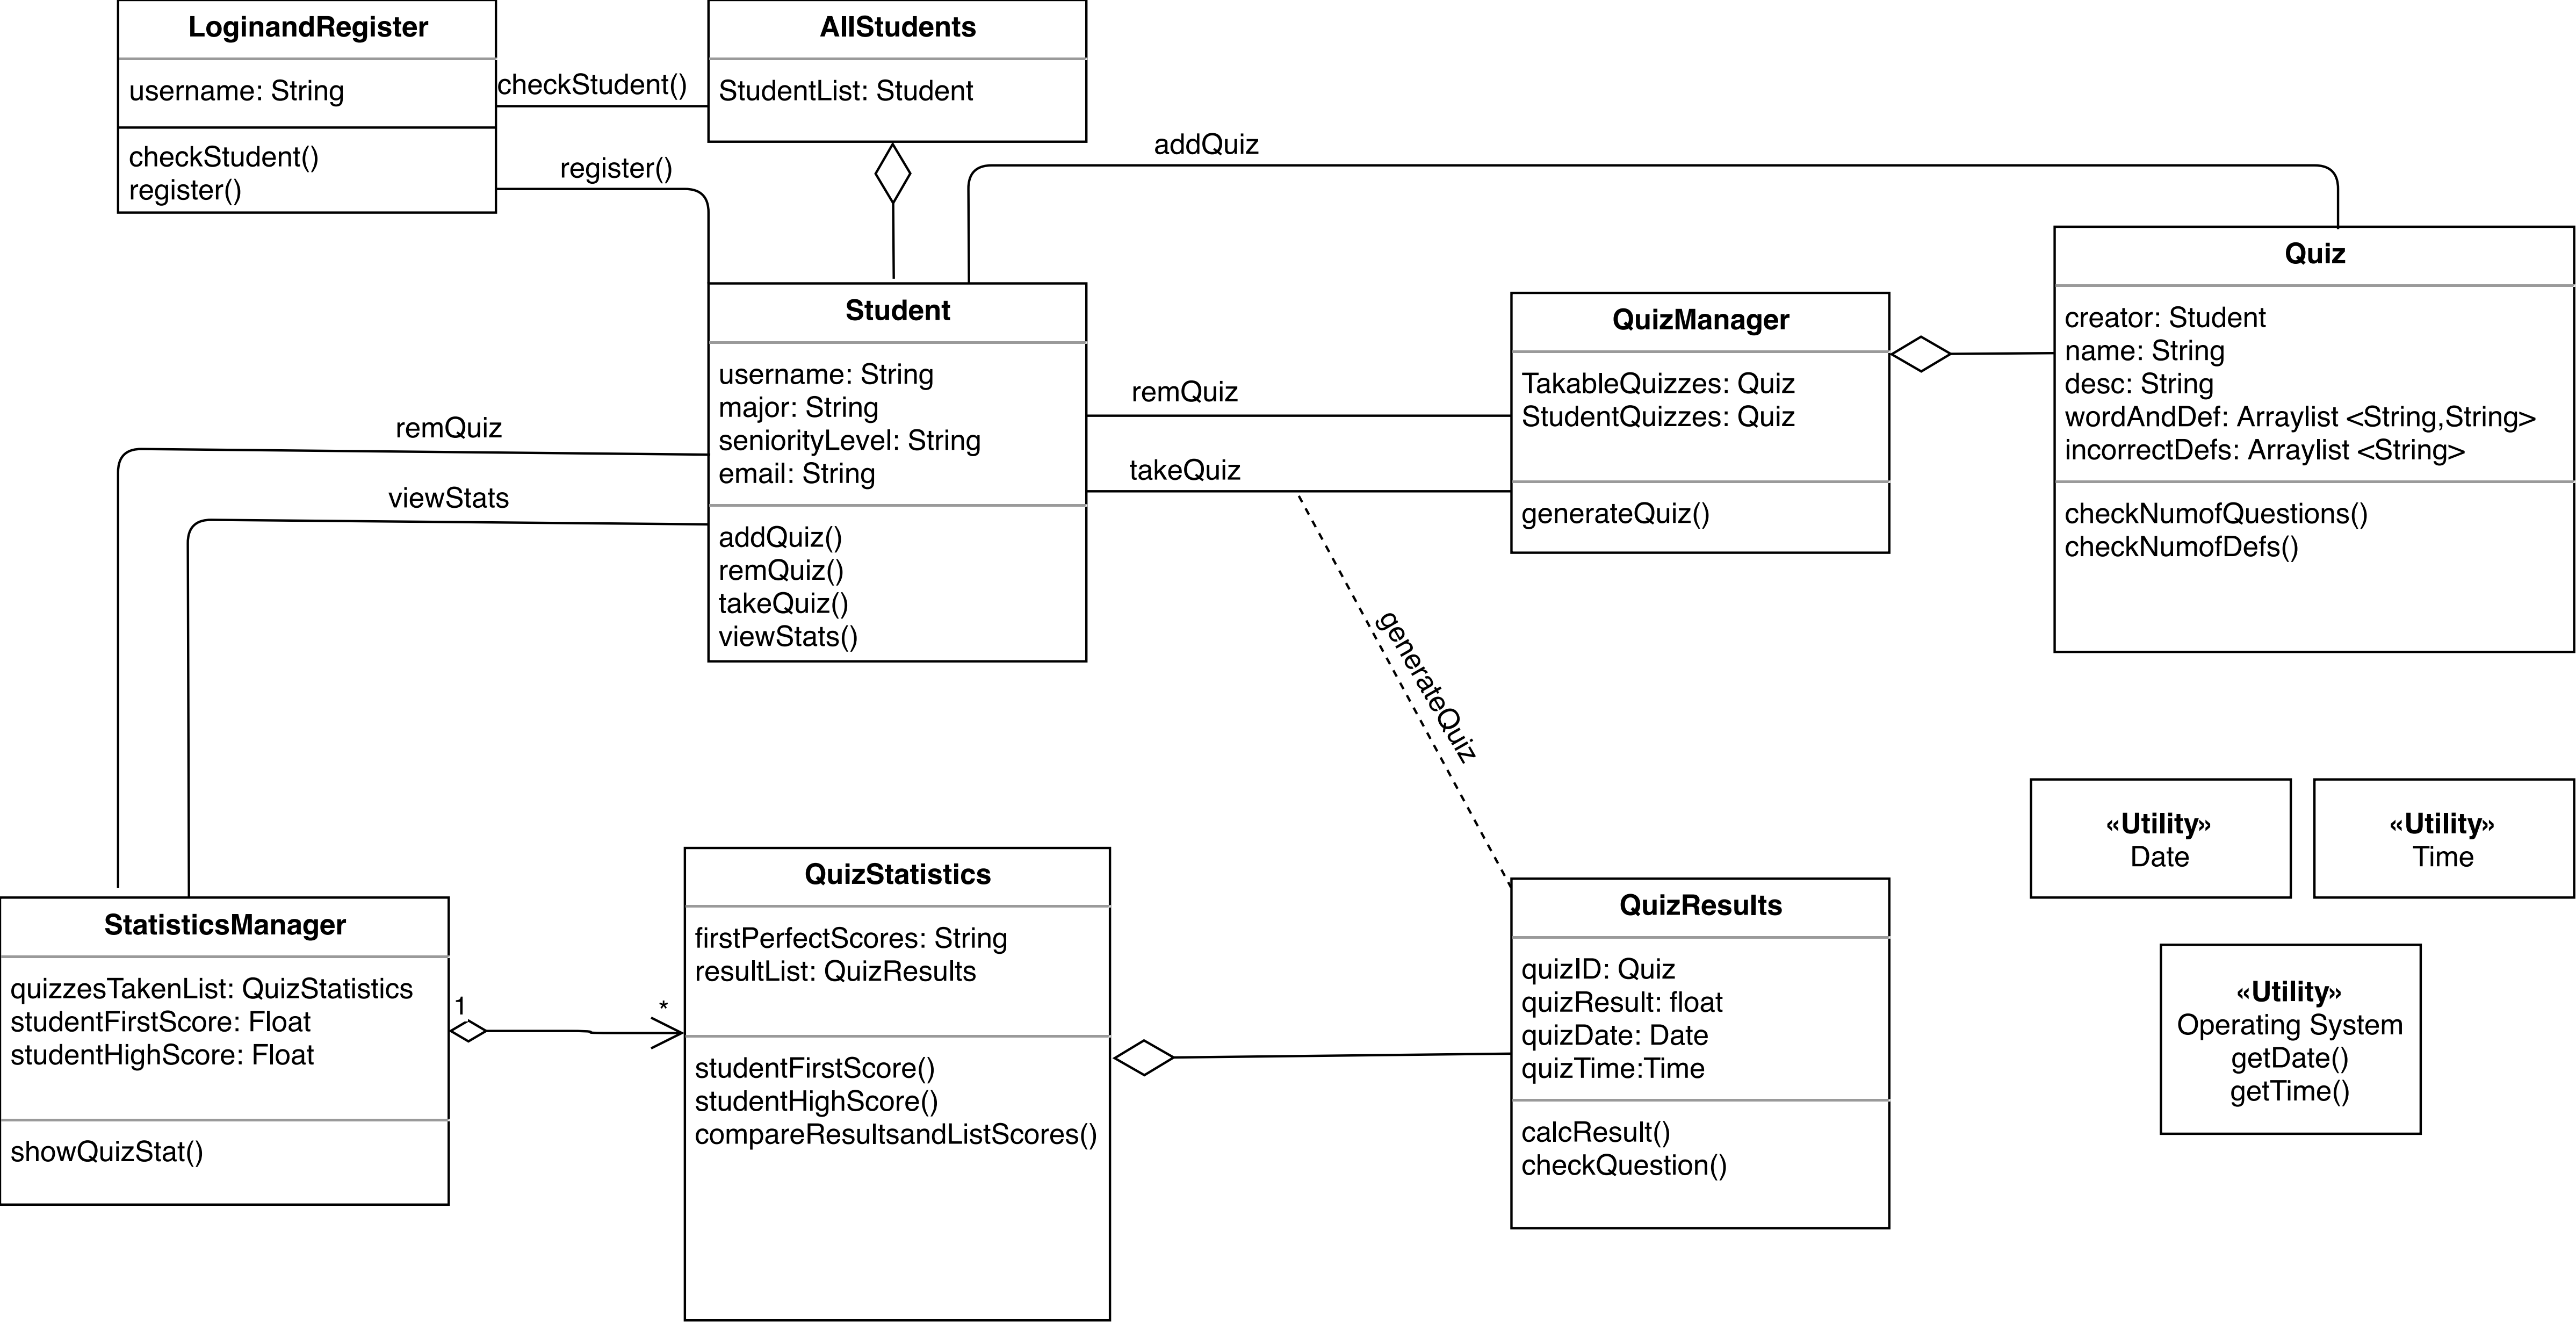 LoginandRegister
username: String
checkStudent()
register()
checkStudent()
register()
AllStudents
StudentList: Student
addQuiz
Student
username: String
major: String
seniorityLevel: String
email: String
addQuiz()
remQuiz()
takeQuiz()
viewStats()
remQuiz
viewStats
remQuiz
takeQuiz
QuizManager
TakableQuizzes: Quiz
StudentQuizzes: Quiz
generateQuiz()
Quiz
creator: Student
name: String
desc: String
wordAndDef: Arraylist <String,String>
incorrectDefs: Arraylist <String>
checkNumofQuestions()
checkNumofDefs()
generateQuiz
StatisticsManager
quizzesTakenList: QuizStatistics
studentFirstScore: Float
studentHighScore: Float
showQuizStat()
1
*
QuizStatistics
firstPerfectScores: String
resultList: QuizResults
studentFirstScore()
studentHighScore()
compareResultsandListScores()
QuizResults
quizID: Quiz
quizResult: float
quizDate: Date
quizTime:Time
calcResult()
checkQuestion()
«Utility»
Date
«Utility»
Time
«Utility»
Operating System
getDate()
getTime()